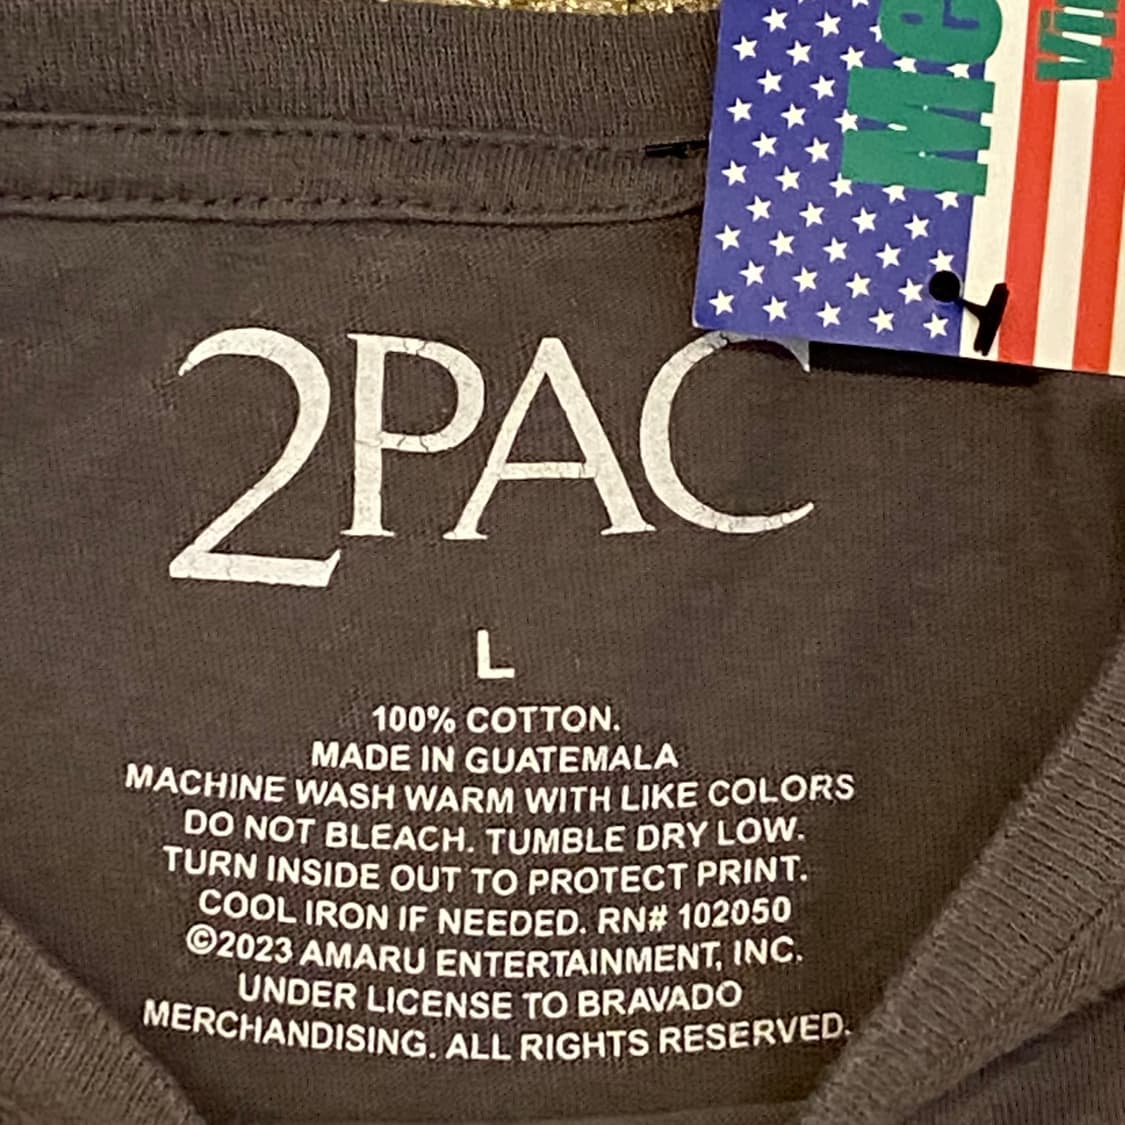 2PAC
L
100% COTTON.
MADE IN GUATEMALA
MACHINE WASH WARM WITH LIKE COLORS
DO NOT BLEACH. TUMBLE DRY LOW.
TURN INSIDE OUT TO PROTECT PRINT.
COOL IRON IF NEEDED. RN# 102050
©2023 AMARU ENTERTAINMENT, INC.
UNDER LICENSE TO BRAVADO
MERCHANDISING. ALL RIGHTS RESERVED.